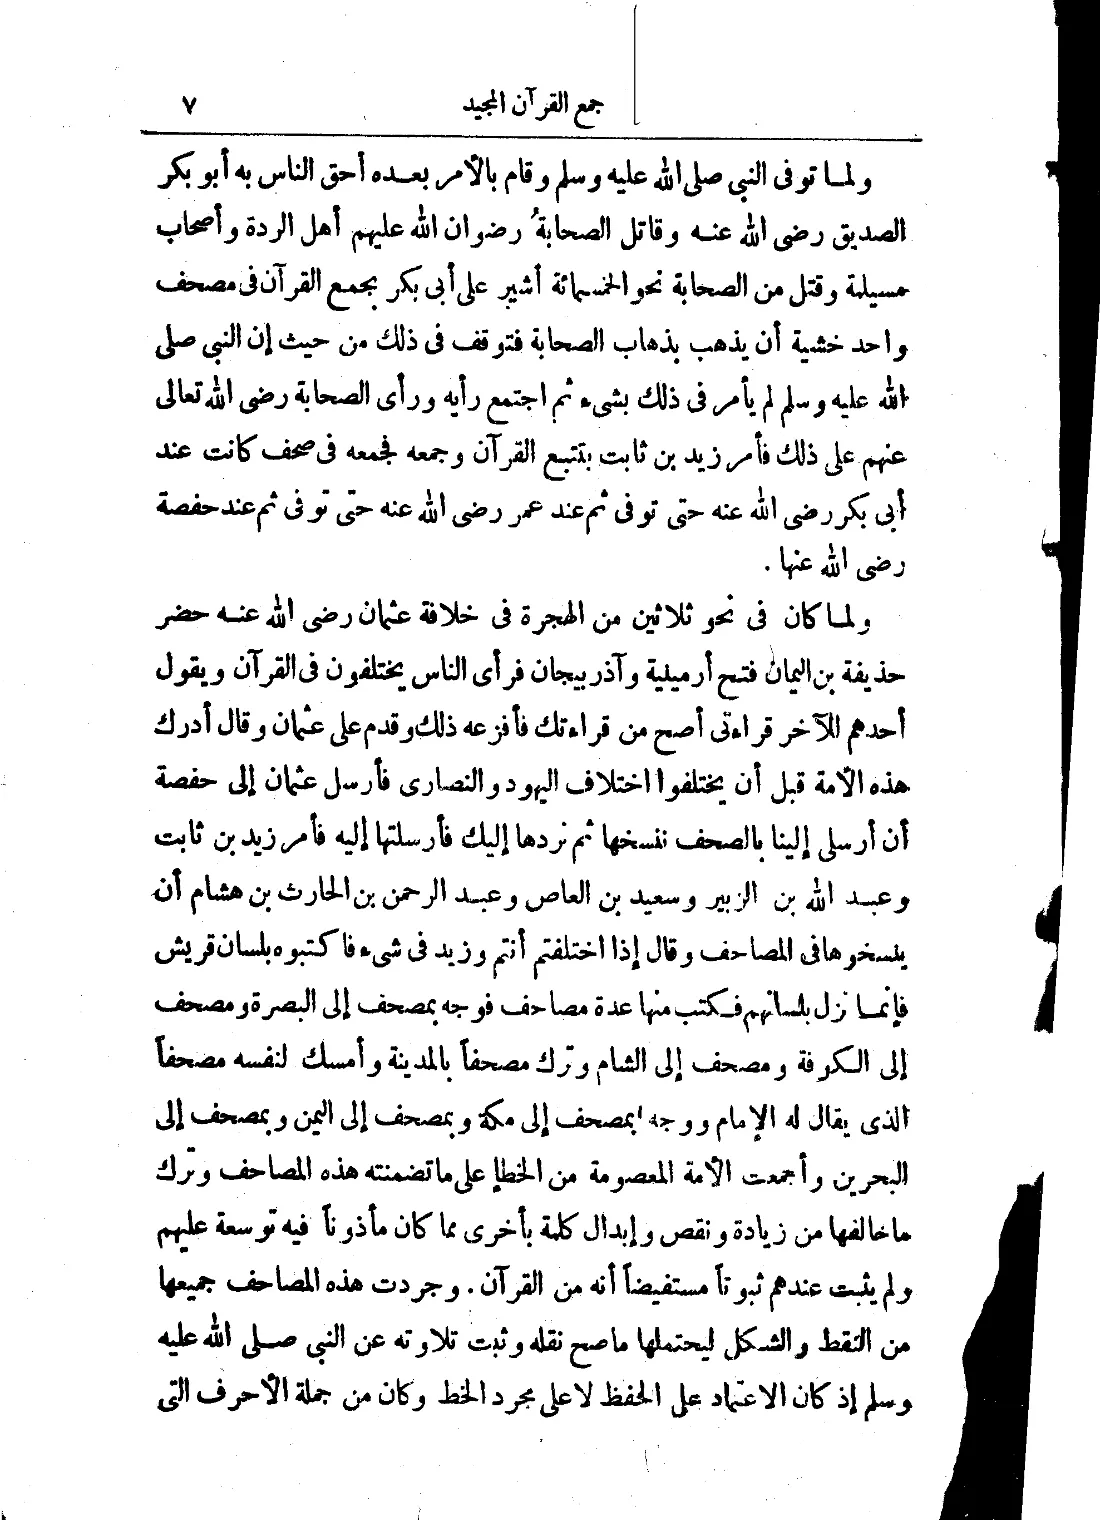 جمع القرآن المجيد ٧
ولما توفى النبي صلى الله عليه وسلم وقام بالأمر بعده أحق الناس به أبو بكر
الصديق رضى الله عنه وقاتل الصحابةُ رضوان الله عليهم أهل الردة وأصحاب
مسيلمة وقتل من الصحابة نحو الخمسمائة أشير على أبى بكر بجمع القرآن فى مصحف
واحد خشية أن يذهب بذهاب الصحابة فتوقف فى ذلك من حيث إن النبي صلى
الله عليه وسلم لم يأمر فى ذلك بشىء ثم اجتمع رأيه ورأى الصحابة رضى الله تعالى
عنهم على ذلك فأمر زيد بن ثابت بتتبع القرآن وجمعه فجمعه فى صحف كانت عند
أبى بكر رضى الله عنه حتى توفى ثم عند عمر رضى الله عنه حتى توفى ثم عند حفصة
رضى الله عنها .
ولما كان فى نحو ثلاثين من الهجرة فى خلافة عثمان رضى الله عنه حضر
حذيفة بن اليمان فتح أرمينية وآذربيجان فرأى الناس يختلفون فى القرآن ويقول
أحدهم للآخر قراءتى أصح من قراءتك فأفزعه ذلك وقدم على عثمان وقال أدرك
هذه الأمة قبل أن يختلفوا اختلاف اليهود والنصارى فأرسل عثمان إلى حفصة
أن أرسلى إلينا بالصحف ننسخها ثم نردها إليك فأرسلتها إليه فأمر زيد بن ثابت
وعبد الله بن الزبير وسعيد بن العاص وعبد الرحمن بن الحارث بن هشام أن
ينسخوها فى المصاحف وقال إذا اختلفتم أنتم وزيد فى شىء فاكتبوه بلسان قريش
فإنما نزل بلسانهم فكتب منها عدة مصاحف فوجه بمصحف إلى البصرة ومصحف
إلى الكوفة ومصحف إلى الشام وترك مصحفاً بالمدينة وأمسك لنفسه مصحفاً
الذى يقال له الإمام ووجه بمصحف إلى مكة وبمصحف إلى اليمن وبمصحف إلى
البحرين وأجمعت الأمة المعصومة من الخطإ على ماتضمنته هذه المصاحف وترك
ماخالفها من زيادة ونقص وإبدال كلمة بأخرى مما كان مأذوناً فيه توسعة عليهم
ولم يثبت عندهم ثبوتاً مستفيضاً أنه من القرآن . وجردت هذه المصاحف جميعها
من النقط والشكل ليحتملها ماصح نقله وثبت تلاوته عن النبي صلى الله عليه
وسلم إذ كان الاعتماد على الحفظ لاعلى مجرد الخط وكان من جملة الأحرف التى